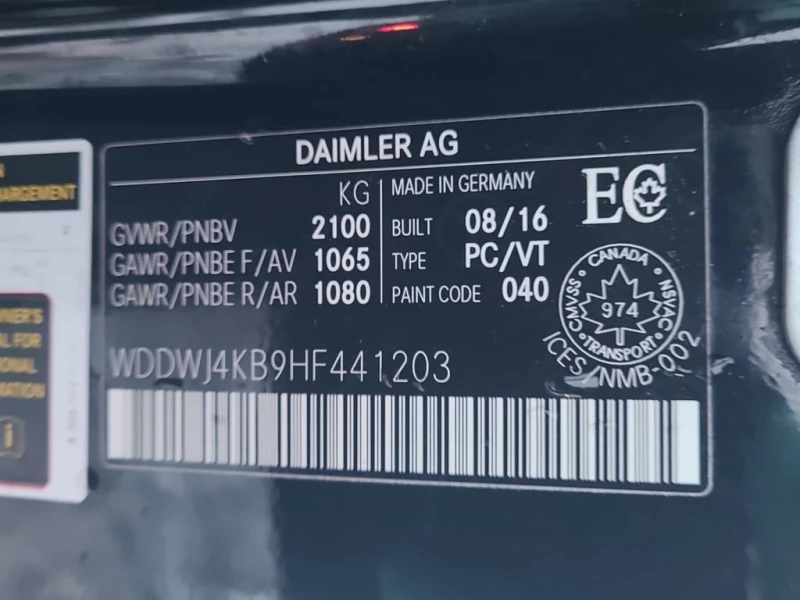 DAIMLER AG
KG
GVWR/PNBV 2100
GAWR/PNBE F/AV 1065
GAWR/PNBE R/AR 1080
MADE IN GERMANY
BUILT 08/16
TYPE PC/VT
PAINT CODE 040
EC
CANADA
CMVSS 974 NSVAC
TRANSPORT
ICES/NMB-002
WDDWJ4KB9HF441203